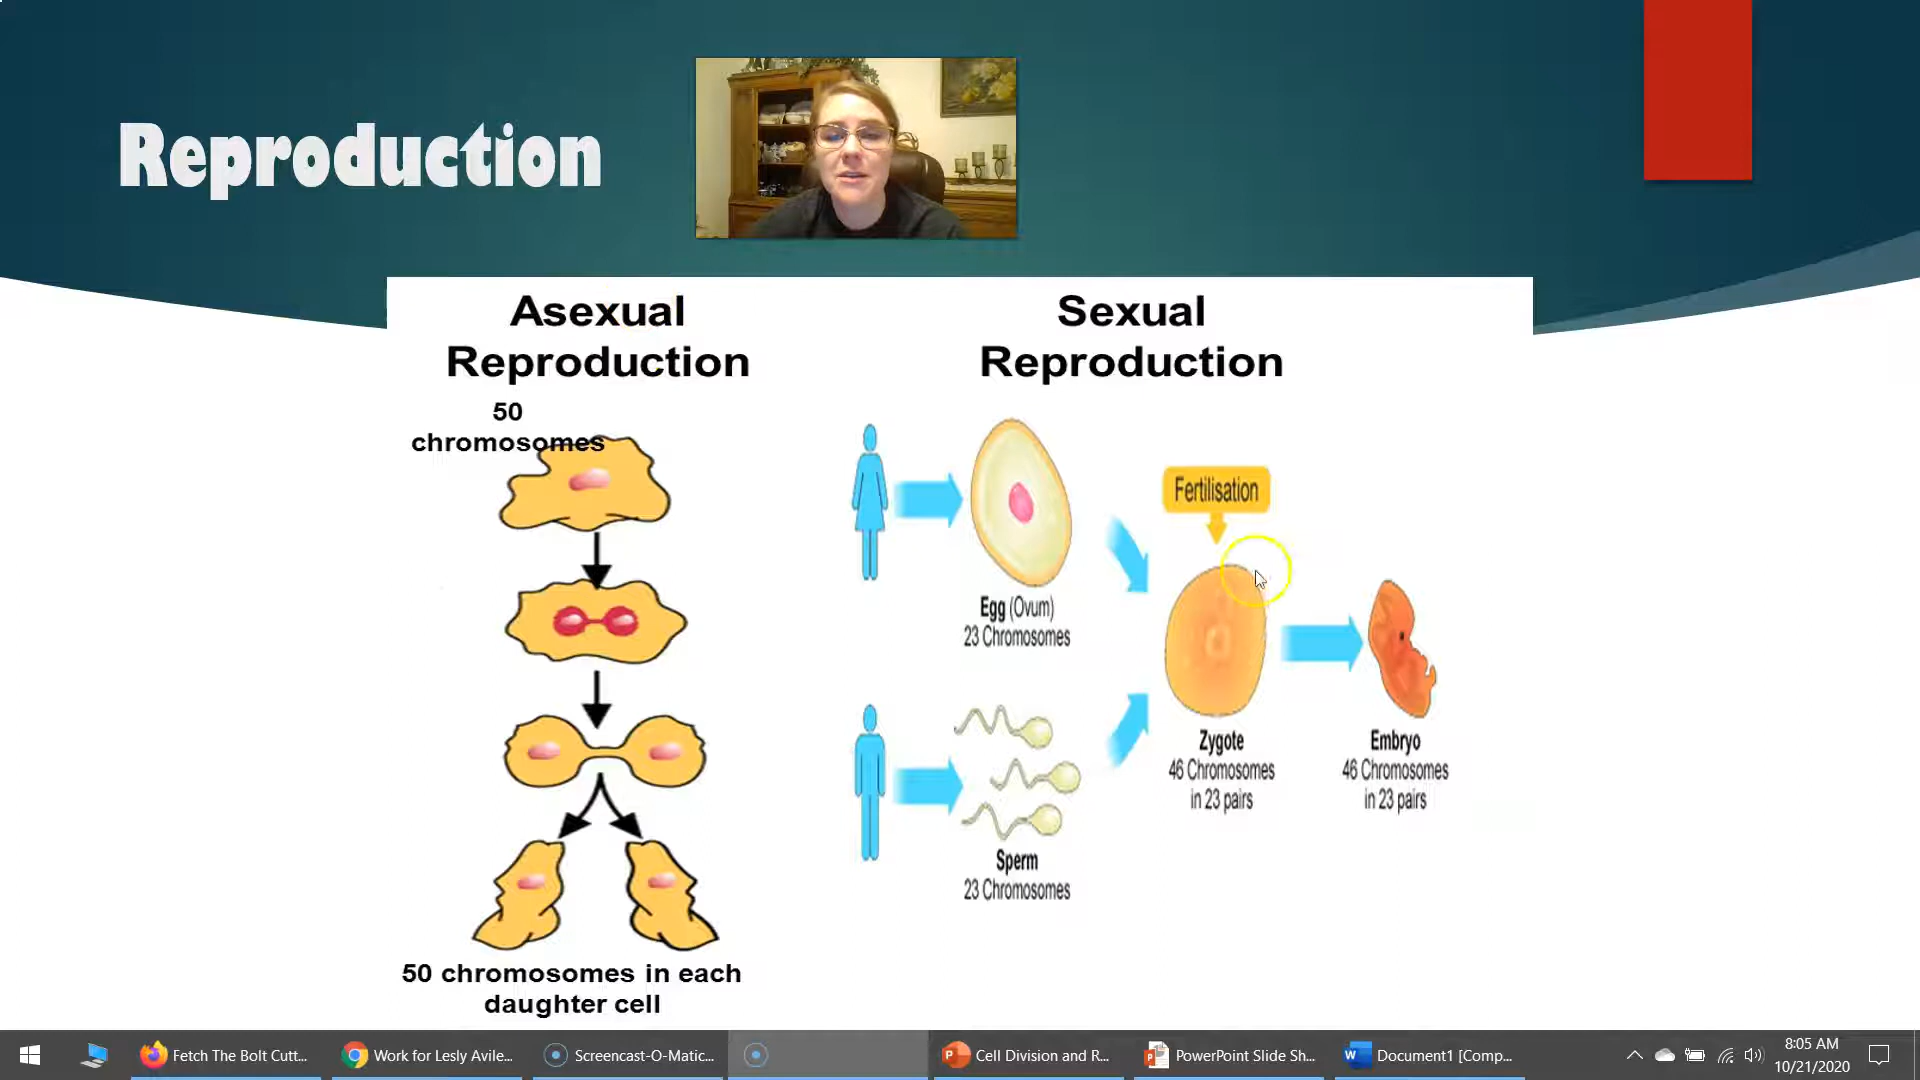 Reproduction
Asexual
Reproduction
Sexual
Reproduction
50
chromosomes
50 chromosomes in each
daughter cell
Egg (Ovum)
23 Chromosomes
Sperm
23 Chromosomes
Fertilisation
Zygote
46 Chromosomes
in 23 pairs
Embryo
46 Chromosomes
in 23 pairs
Fetch The Bolt Cutt...
Work for Lesly Avile...
Screencast-O-Matic...
Cell Division and R...
PowerPoint Slide Sh...
Document1 [Comp...
8:05 AM
10/21/2020